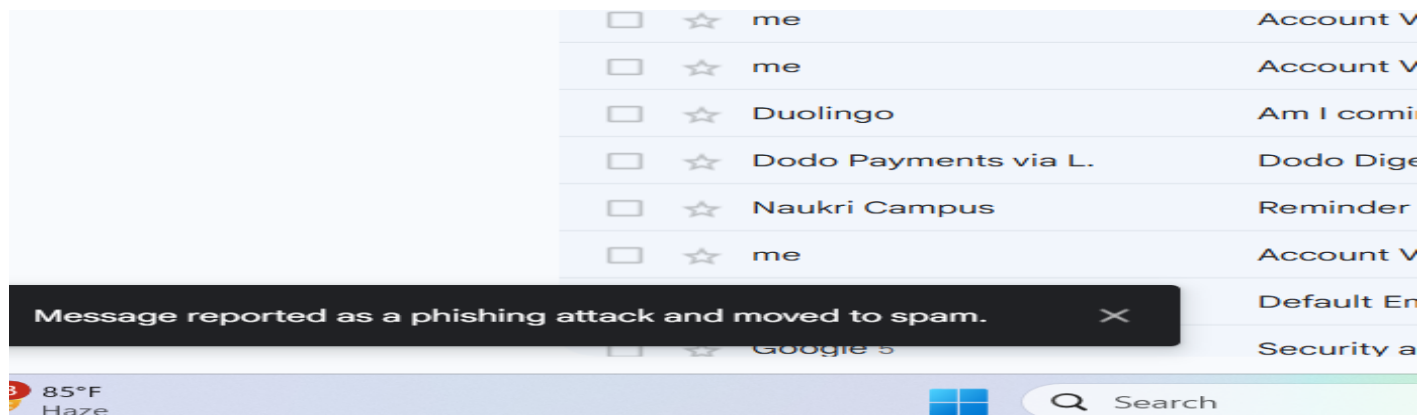 me Account V
me Account V
Duolingo Am I comi
Dodo Payments via L. Dodo Dige
Naukri Campus Reminder
me Account V
Default En
Message reported as a phishing attack and moved to spam.
Google 5 Security a
85°F
Haze
Search